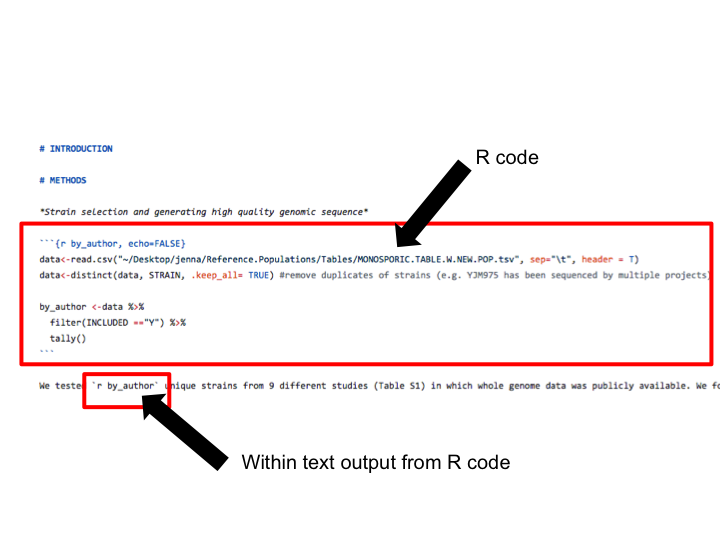 R code
# INTRODUCTION
# METHODS
*Strain selection and generating high quality genomic sequence*
```{r by_author, echo=FALSE}
data<-read.csv("~/Desktop/jenna/Reference.Populations/Tables/MONOSPORIC.TABLE.W.NEW.POP.tsv", sep="\t", header = T)
data<-distinct(data, STRAIN, .keep_all= TRUE) #remove duplicates of strains (e.g. YJM975 has been sequenced by multiple projects)
by_author <-data %>%
filter(INCLUDED =="Y") %>%
tally()
```
We tested `r by_author` unique strains from 9 different studies (Table S1) in which whole genome data was publicly available. We fo
Within text output from R code